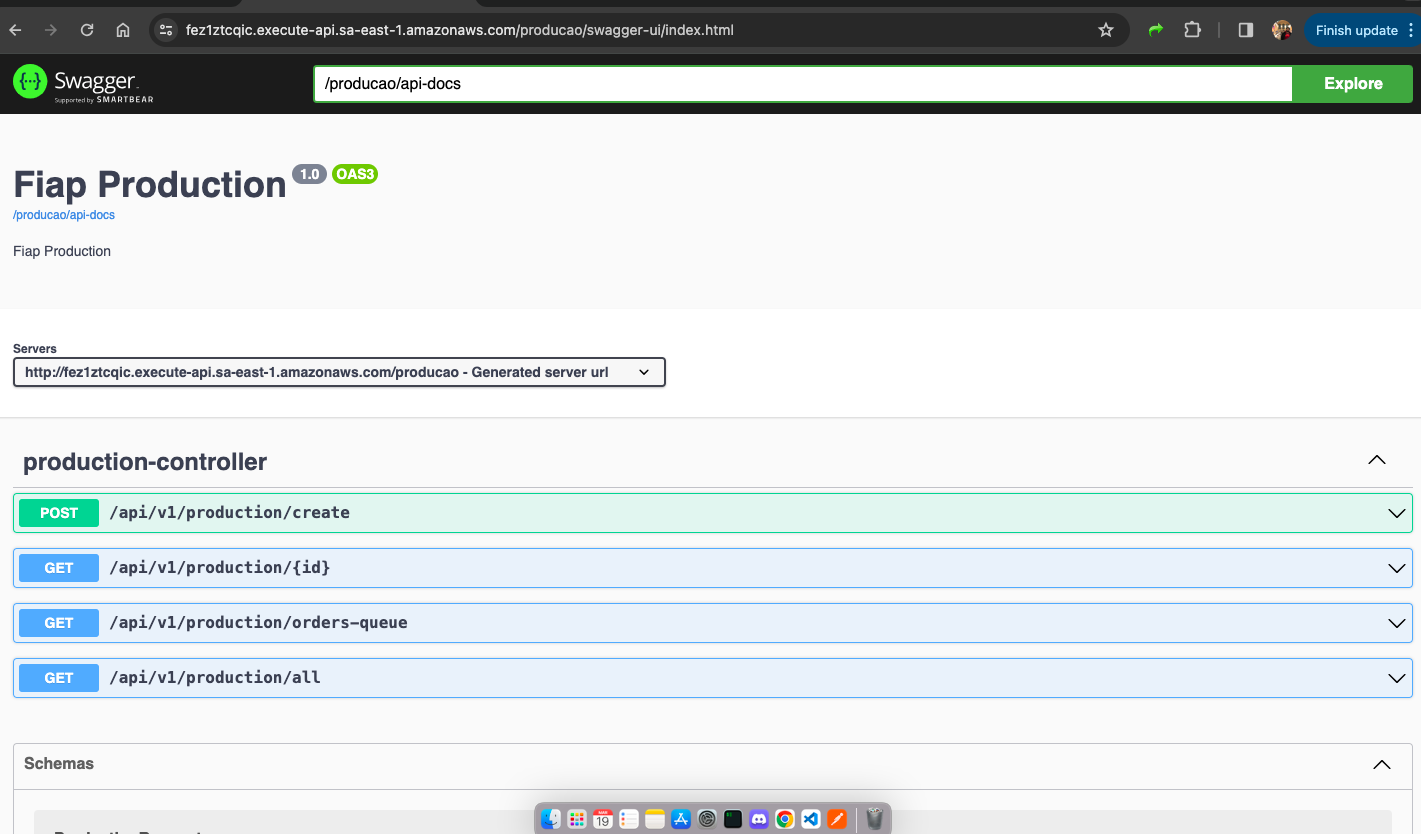 fez1ztcqic.execute-api.sa-east-1.amazonaws.com/producao/swagger-ui/index.html
Finish update
Swagger
Supported by SMARTBEAR
/producao/api-docs
Explore
Fiap Production 1.0 OAS3
/producao/api-docs
Fiap Production
Servers
http://fez1ztcqic.execute-api.sa-east-1.amazonaws.com/producao - Generated server url
production-controller
POST /api/v1/production/create
GET /api/v1/production/{id}
GET /api/v1/production/orders-queue
GET /api/v1/production/all
Schemas
19